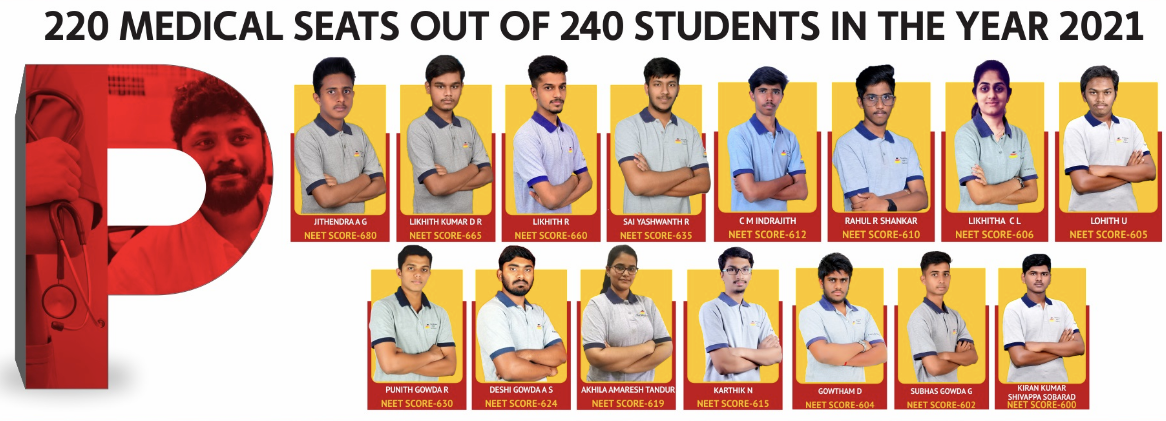 220 MEDICAL SEATS OUT OF 240 STUDENTS IN THE YEAR 2021
P
JITHENDRA A G
NEET SCORE-680
LIKHITH KUMAR D R
NEET SCORE-665
LIKHITH R
NEET SCORE-660
SAI YASHWANTH R
NEET SCORE-635
C M INDRAJITH
NEET SCORE-612
RAHUL R SHANKAR
NEET SCORE-610
LIKHITHA C L
NEET SCORE-606
LOHITH U
NEET SCORE-605
PUNITH GOWDA R
NEET SCORE-630
DESHI GOWDA A S
NEET SCORE-624
AKHILA AMARESH TANDUR
NEET SCORE-619
KARTHIK N
NEET SCORE-615
GOWTHAM D
NEET SCORE-604
SUBHAS GOWDA G
NEET SCORE-602
KIRAN KUMAR
SHIVAPPA SOBARAD
NEET SCORE-600